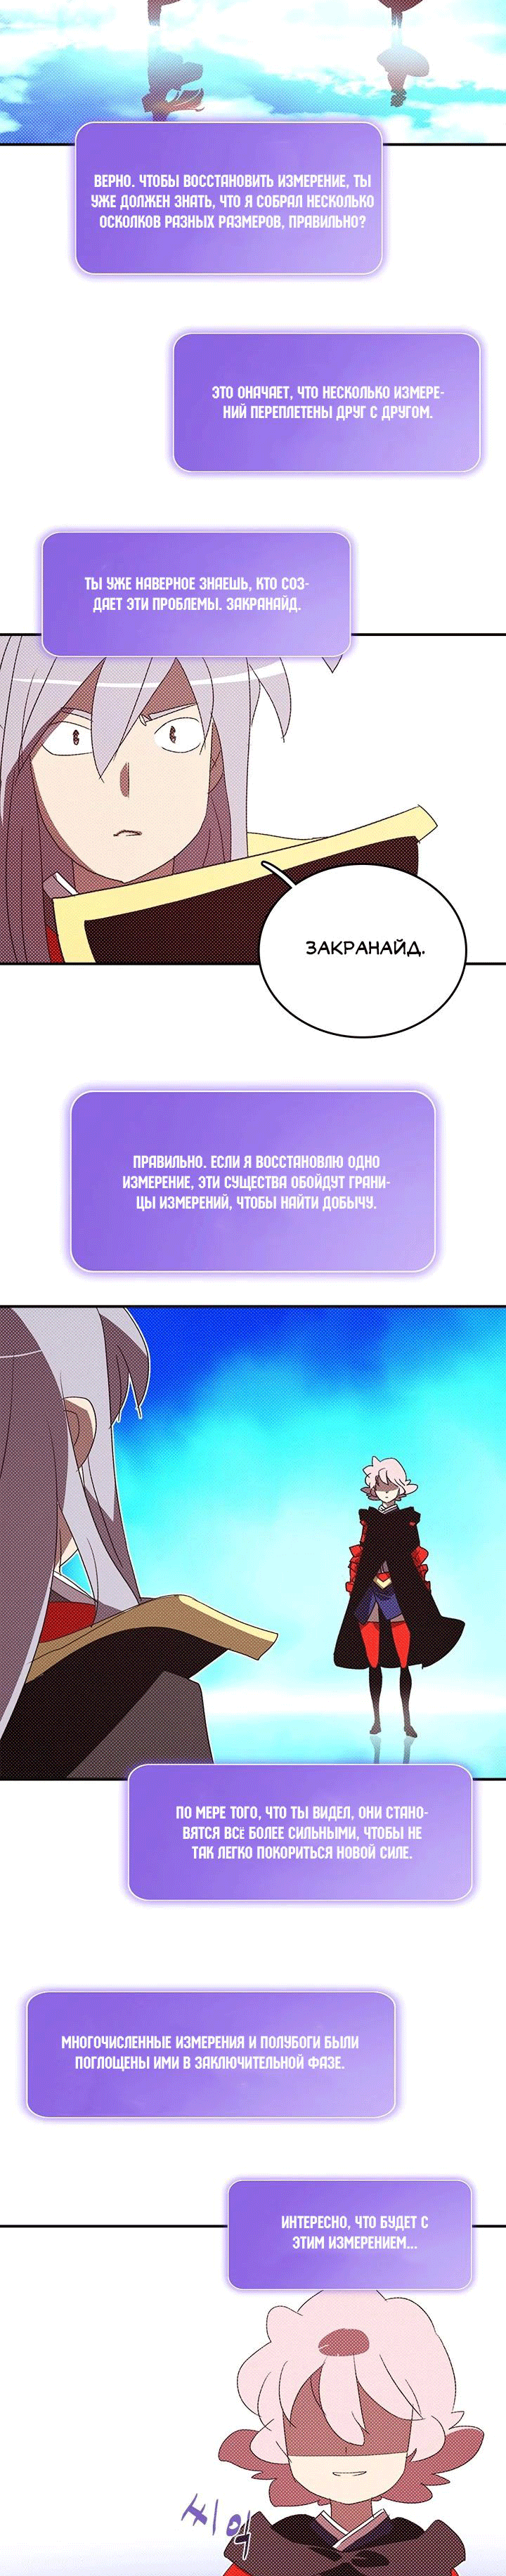 ВЕРНО. ЧТОБЫ ВОССТАНОВИТЬ ИЗМЕРЕНИЕ, ТЫ
УЖЕ ДОЛЖЕН ЗНАТЬ, ЧТО Я СОБРАЛ НЕСКОЛЬКО
ОСКОЛКОВ РАЗНЫХ РАЗМЕРОВ, ПРАВИЛЬНО?
ЭТО ОНАЧАЕТ, ЧТО НЕСКОЛЬКО ИЗМЕРЕ-
НИЙ ПЕРЕПЛЕТЕНЫ ДРУГ С ДРУГОМ.
ТЫ УЖЕ НАВЕРНОЕ ЗНАЕШЬ, КТО СОЗ-
ДАЕТ ЭТИ ПРОБЛЕМЫ. ЗАКРАНАЙД.
ЗАКРАНАЙД.
ПРАВИЛЬНО. ЕСЛИ Я ВОССТАНОВЛЮ ОДНО
ИЗМЕРЕНИЕ, ЭТИ СУЩЕСТВА ОБОЙДУТ ГРАНИ-
ЦЫ ИЗМЕРЕНИЙ, ЧТОБЫ НАЙТИ ДОБЫЧУ.
ПО МЕРЕ ТОГО, ЧТО ТЫ ВИДЕЛ, ОНИ СТАНО-
ВЯТСЯ ВСё БОЛЕЕ СИЛЬНЫМИ, ЧТОБЫ НЕ
ТАК ЛЕГКО ПОКОРИТЬСЯ НОВОЙ СИЛЕ.
МНОГОЧИСЛЕННЫЕ ИЗМЕРЕНИЯ И ПОЛУБОГИ БЫЛИ
ПОГЛОЩЕНЫ ИМИ В ЗАКЛЮЧИТЕЛЬНОЙ ФАЗЕ.
ИНТЕРЕСНО, ЧТО БУДЕТ С
ЭТИМ ИЗМЕРЕНИЕМ...